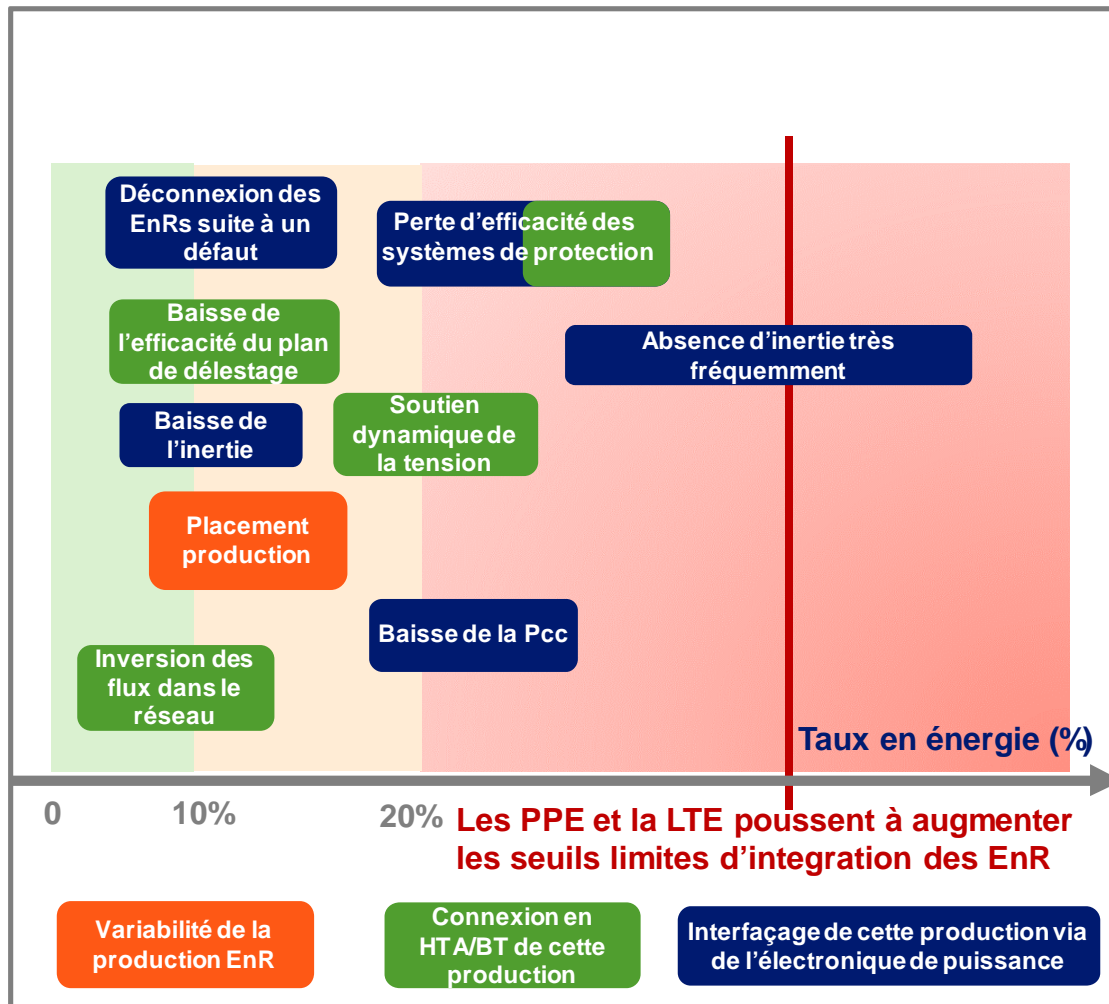 Déconnexion des
EnRs suite à un
défaut
Perte d'efficacité des
systèmes de protection
Baisse de
l'efficacité du plan
de délestage
Absence d'inertie très
fréquemment
Baisse de
l'inertie
Soutien
dynamique de
la tension
Placement
production
Baisse de la Pcc
Inversion des
flux dans le
réseau
Taux en énergie (%)
0
10%
20%
Les PPE et la LTE poussent à augmenter
les seuils limites d'integration des EnR
Variabilité de la
production EnR
Connexion en
HTA/BT de cette
production
Interfaçage de cette production via
de l'électronique de puissance